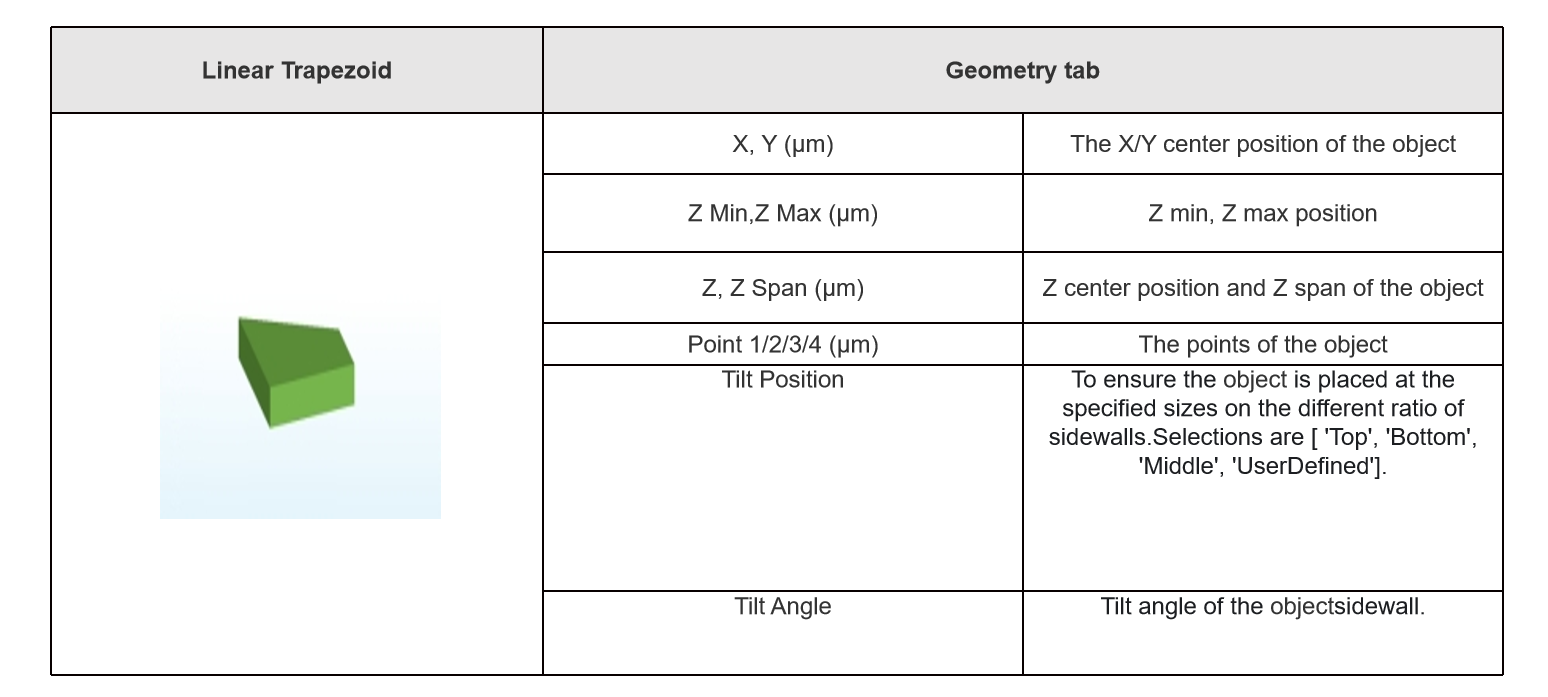 Linear Trapezoid
Geometry tab
X, Y (μm)
The X/Y center position of the object
Z Min,Z Max (μm)
Z min, Z max position
Z, Z Span (μm)
Z center position and Z span of the object
Point 1/2/3/4 (μm)
The points of the object
Tilt Position
To ensure the object is placed at the
specified sizes on the different ratio of
sidewalls.Selections are [ 'Top', 'Bottom',
'Middle', 'UserDefined'].
Tilt Angle
Tilt angle of the objectsidewall.